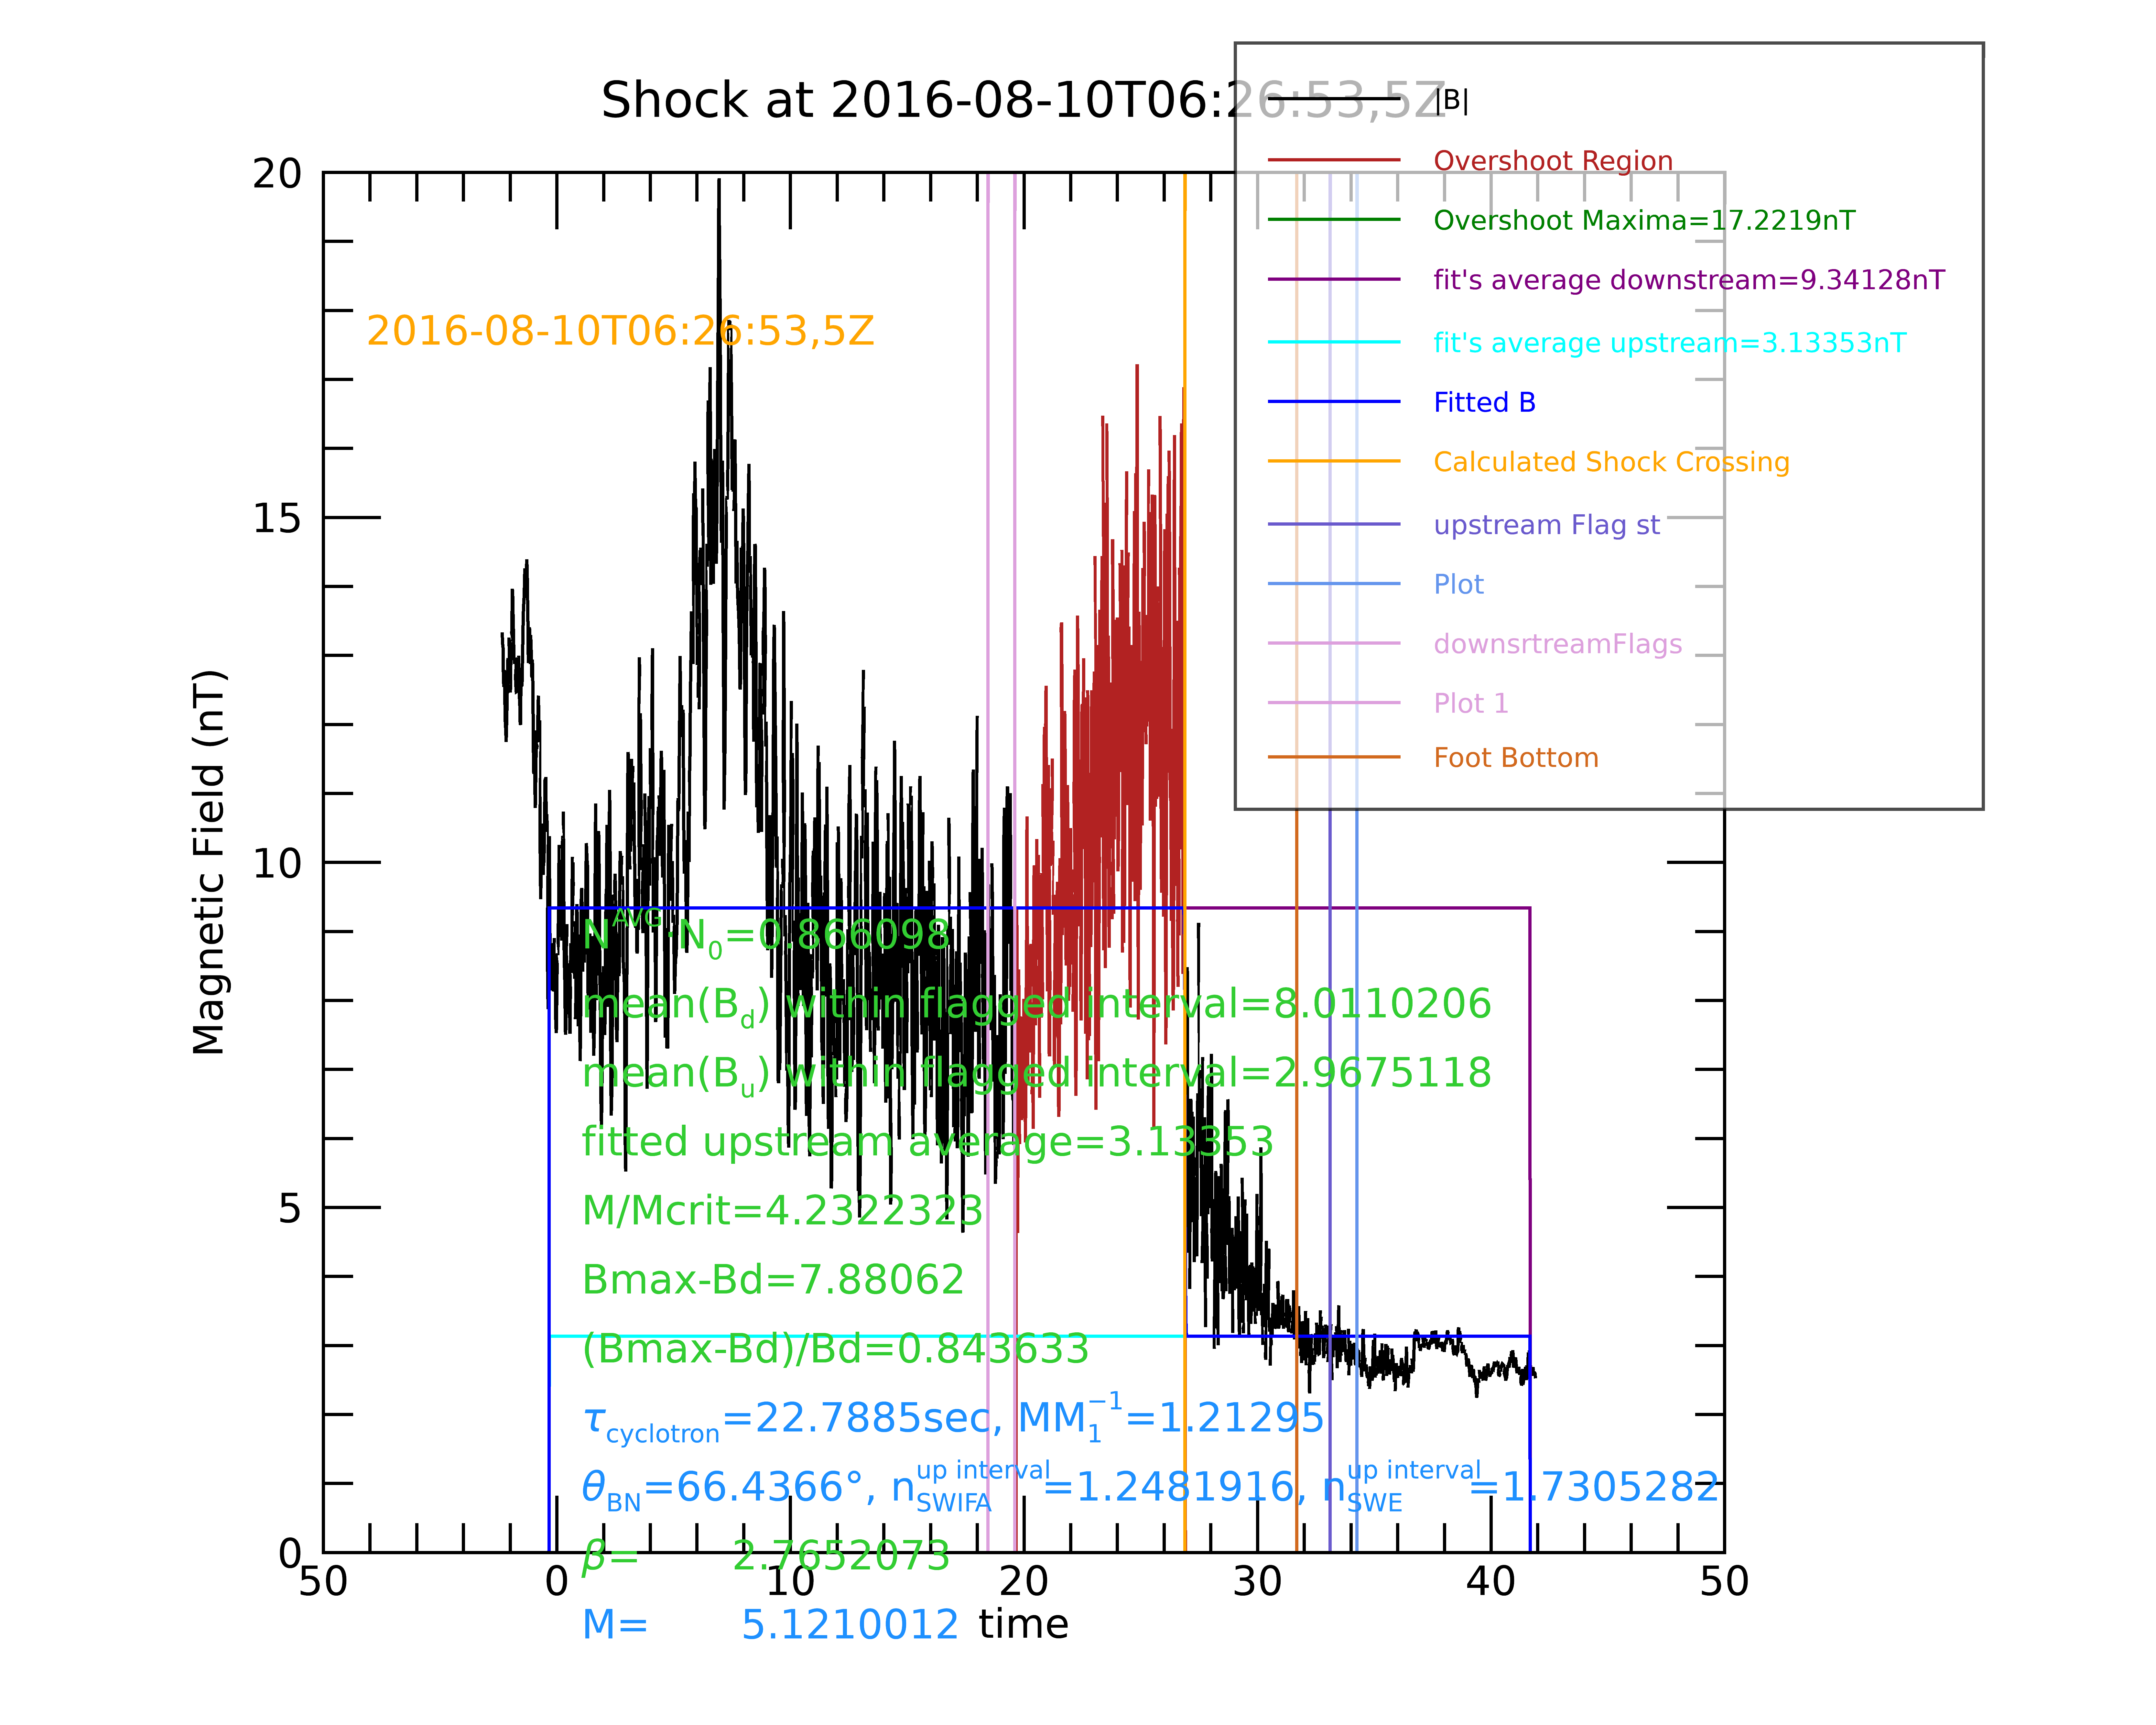 Shock at 2016-08-10T06:26:53,5Z
|B|
Overshoot Region
Overshoot Maxima=17.2219nT
fit's average downstream=9.34128nT
fit's average upstream=3.13353nT
Fitted B
Calculated Shock Crossing
upstream Flag st
Plot
downsrtreamFlags
Plot 1
Foot Bottom
20
15
10
5
0
Magnetic Field (nT)
2016-08-10T06:26:53,5Z
N^AVG·N_0=0.866098
mean(B_d) within flagged interval=8.0110206
mean(B_u) within flagged interval=2.9675118
fitted upstream average=3.13353
M/Mcrit=4.2322323
Bmax-Bd=7.88062
(Bmax-Bd)/Bd=0.843633
τ_cyclotron=22.7885sec, MM_1^−1=1.21295
θ_BN=66.4366°, n_SWIFA^up interval=1.2481916, n_SWE^up interval=1.7305282
β= 2.7652073
50 0 10 20 30 40 50
M= 5.1210012
time